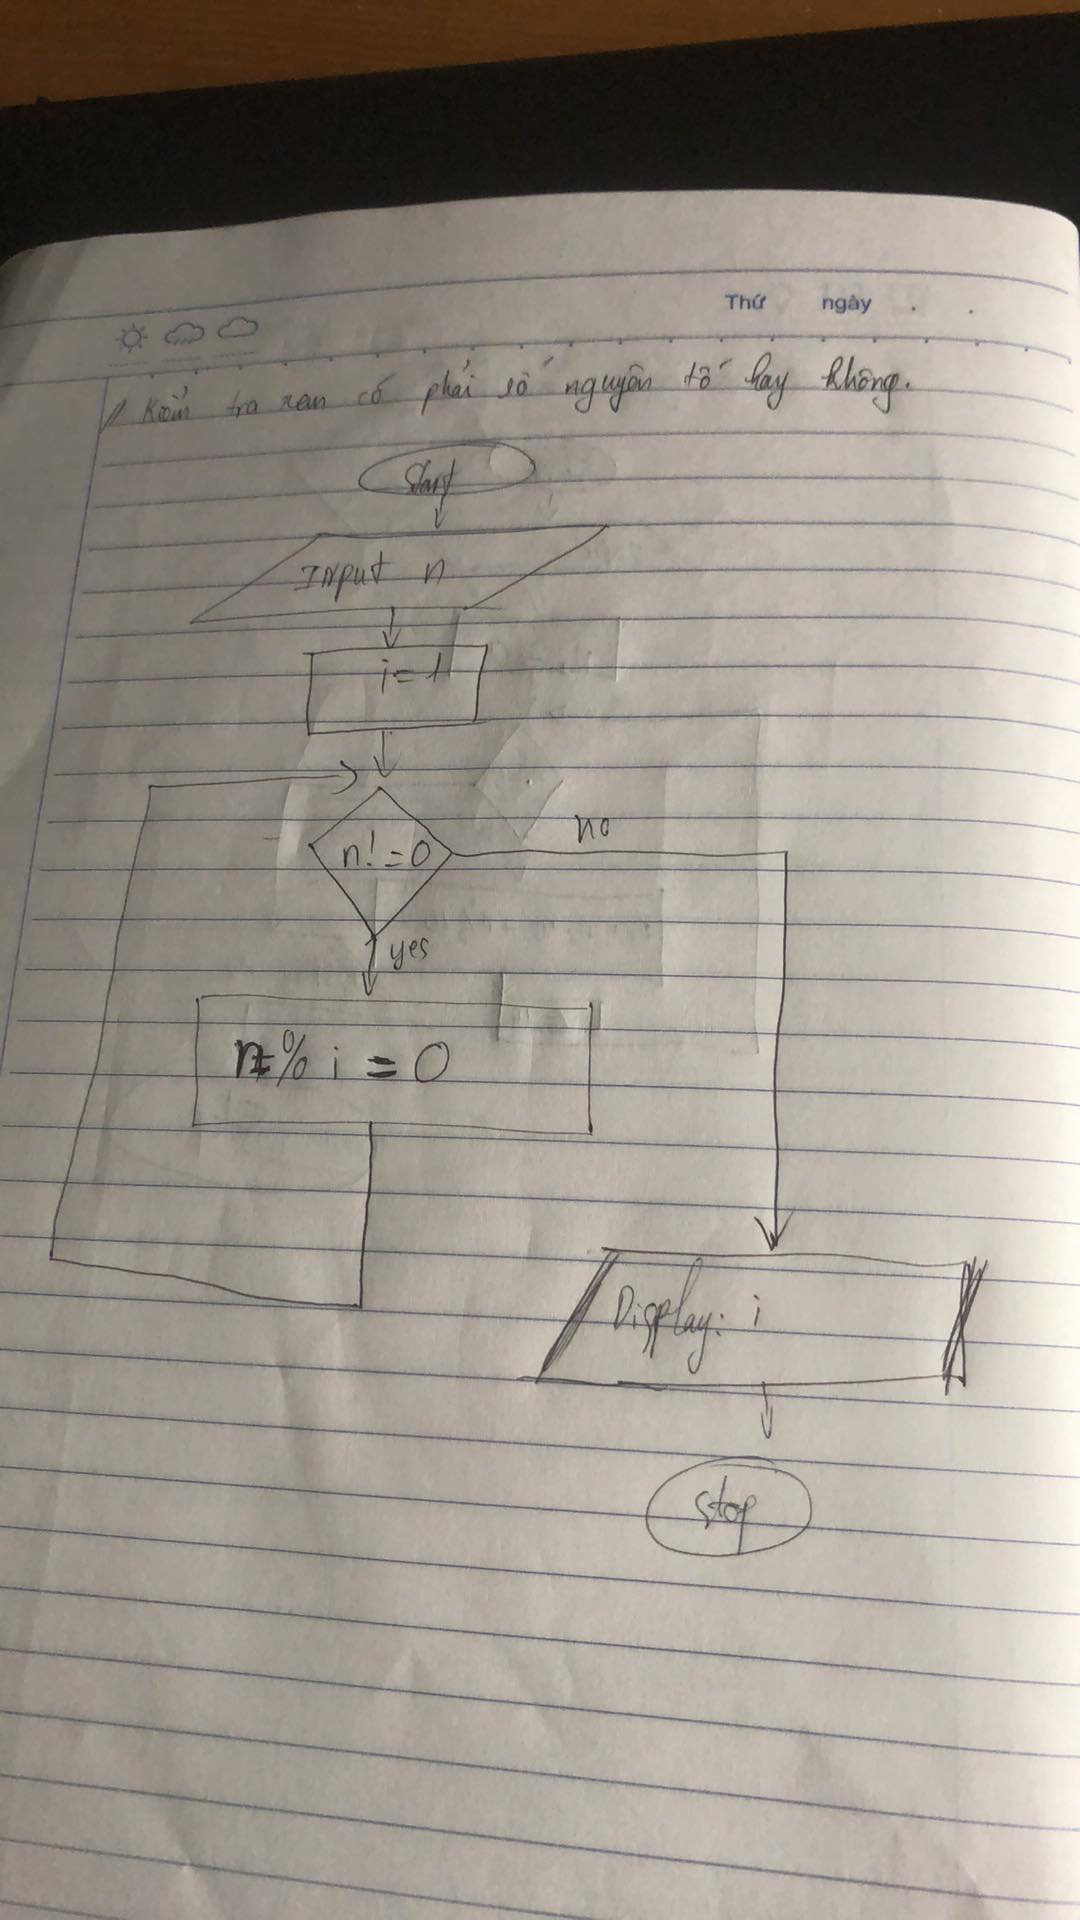 Thứ ngày . .
// Kiểm tra xem có phải số nguyên tố hay không.
Start
Input n
i = 1
n! = 0
no
yes
n % i = 0
Display: i
stop